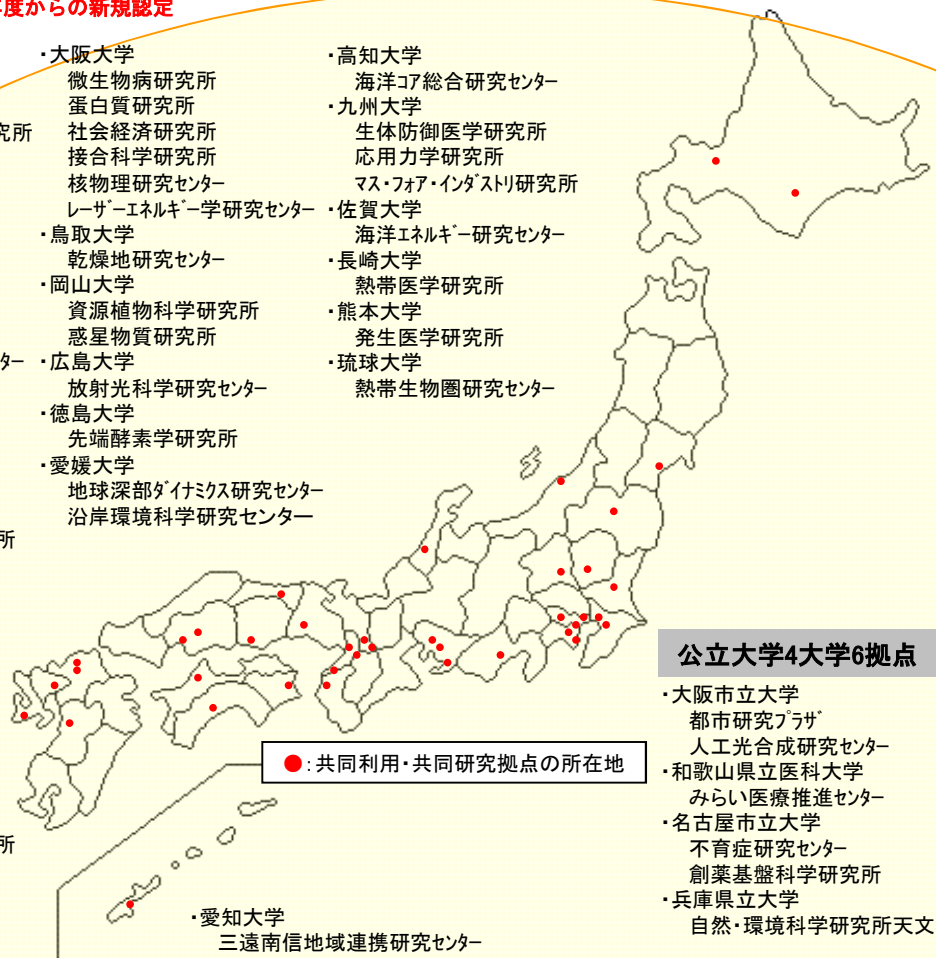 年度からの新規認定
・大阪大学
微生物病研究所
蛋白質研究所
社会経済研究所
接合科学研究所
核物理研究ｾﾝﾀｰ
ﾚｰｻﾞｰｴﾈﾙｷﾞｰ学研究ｾﾝﾀｰ
・鳥取大学
乾燥地研究ｾﾝﾀｰ
・岡山大学
資源植物科学研究所
惑星物質研究所
・広島大学
放射光科学研究ｾﾝﾀｰ
・徳島大学
先端酵素学研究所
・愛媛大学
地球深部ﾀﾞｲﾅﾐｸｽ研究ｾﾝﾀｰ
沿岸環境科学研究センター
究所
ﾀｰ
所
所
・高知大学
海洋ｺｱ総合研究ｾﾝﾀｰ
・九州大学
生体防御医学研究所
応用力学研究所
ﾏｽ・ﾌｫｱ・ｲﾝﾀﾞｽﾄﾘ研究所
・佐賀大学
海洋ｴﾈﾙｷﾞｰ研究ｾﾝﾀｰ
・長崎大学
熱帯医学研究所
・熊本大学
発生医学研究所
・琉球大学
熱帯生物圏研究ｾﾝﾀｰ
●:共同利用・共同研究拠点の所在地
公立大学4大学6拠点
・大阪市立大学
都市研究ﾌﾟﾗｻﾞ
人工光合成研究ｾﾝﾀｰ
・和歌山県立医科大学
みらい医療推進ｾﾝﾀｰ
・名古屋市立大学
不育症研究ｾﾝﾀｰ
創薬基盤科学研究所
・兵庫県立大学
自然・環境科学研究所天文
・愛知大学
三遠南信地域連携研究ｾﾝﾀｰ